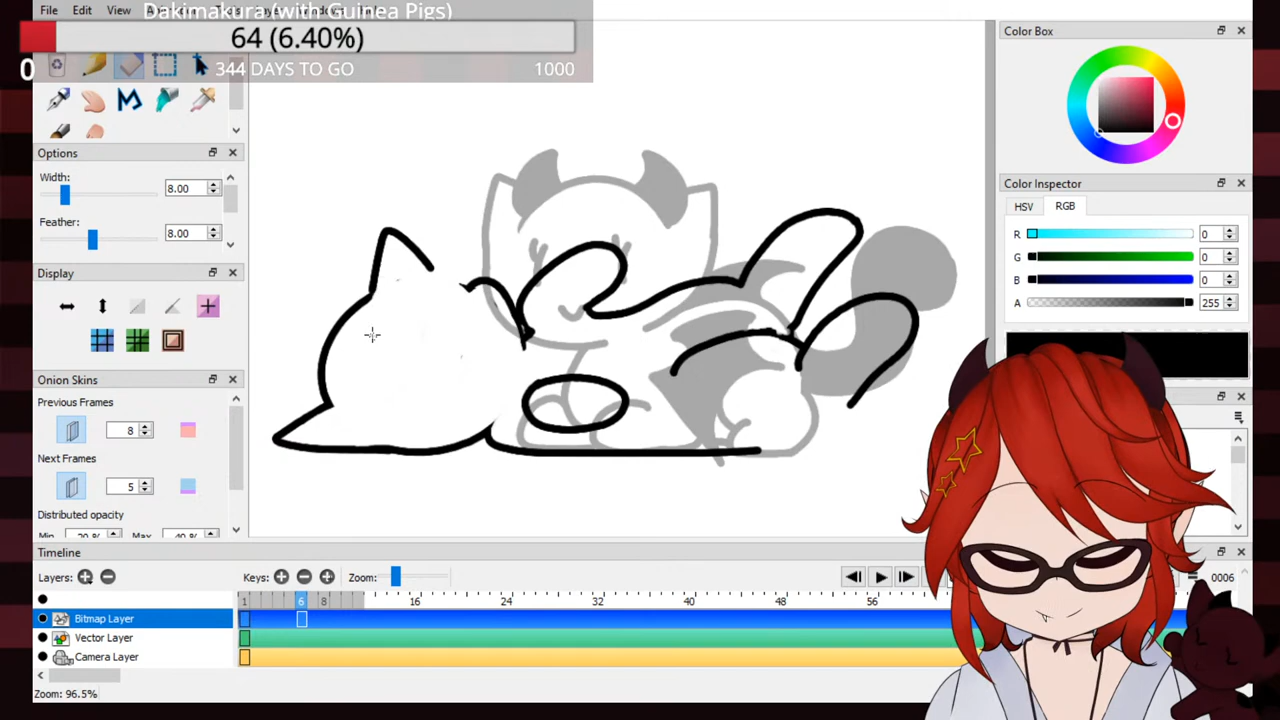 Dakimakura (with Guinea Pigs)
File Edit View
64 (6.40%)
0 344 DAYS TO GO 1000
Options
Width: 8.00
Feather: 8.00
Display
Onion Skins
Previous Frames
8
Next Frames
5
Distributed opacity
Color Box
Color Inspector
HSV RGB
R 0
G 0
B 0
A 255
Timeline
Layers: Keys: Zoom: 0006
1 6 8 16 24 32 40 48 56
Bitmap Layer
Vector Layer
Camera Layer
Zoom: 96.5%